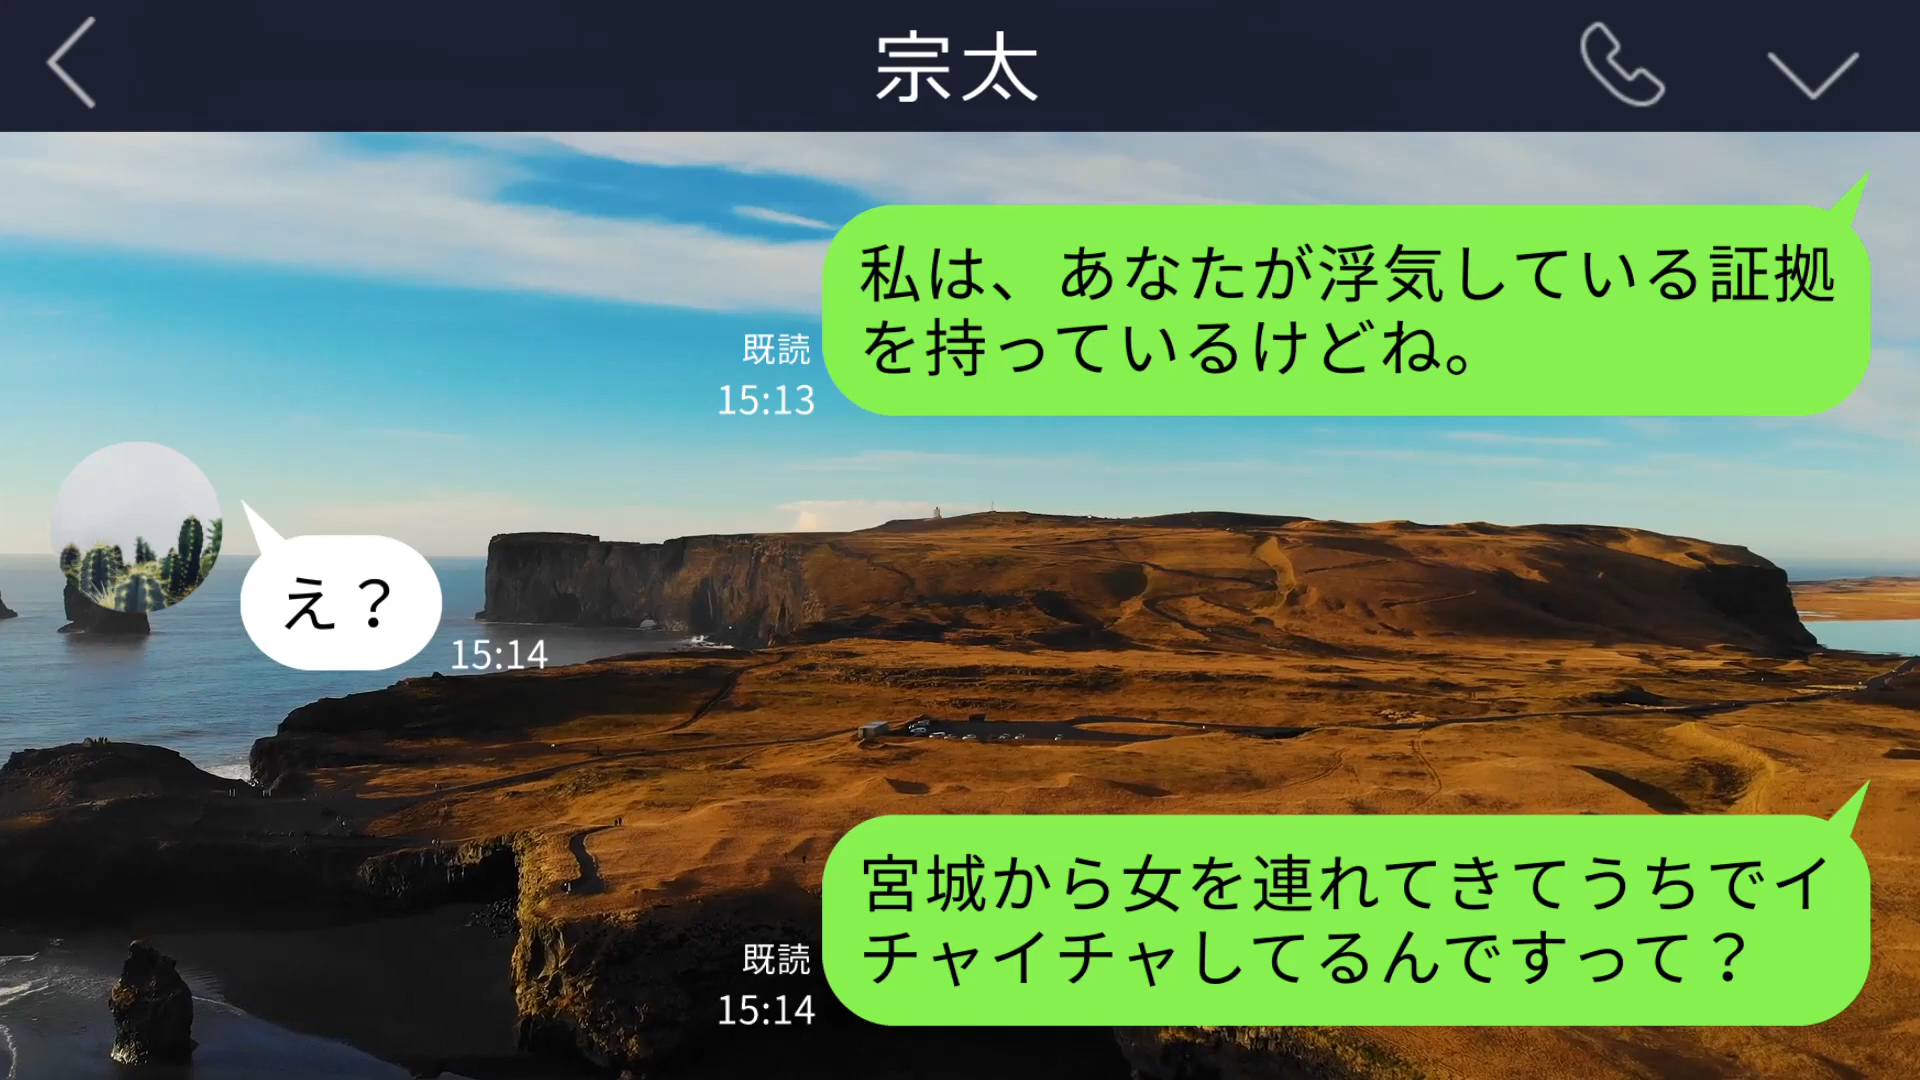 宗太
私は、あなたが浮気している証拠
を持っているけどね。
既読
15:13
え？
15:14
宮城から女を連れてきてうちでイ
チャイチャしてるんですって？
既読
15:14